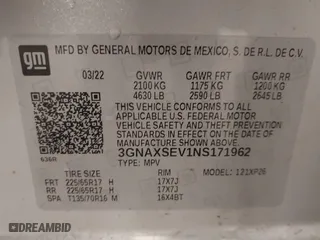 gm
MFD BY GENERAL MOTORS DE MEXICO, S. DE R.L. DE C.V.
03/22 GVWR GAWR FRT GAWR RR
2100 KG 1175 KG 1200 KG
4630 LB 2590 LB 2645 LB
THIS VEHICLE CONFORMS TO ALL
APPLICABLE U.S. FEDERAL MOTOR
VEHICLE SAFETY AND THEFT PREVENTION
STANDARDS IN EFFECT ON THE DATE OF
MANUFACTURE SHOWN ABOVE.
3GNAXSEV1NS171962
TYPE: MPV
TIRE SIZE RIM MODEL:
FRT 225/65R17 H 17X7J
RR 225/65R17 H 17X7J
SPA T135/70R16 M 16X4BT
© AutoBidMaster